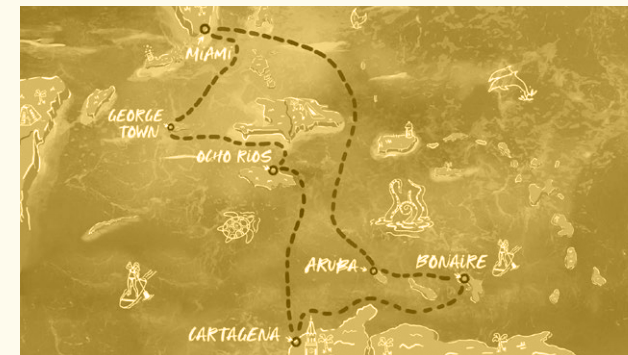 MIAMI
GEORGE
TOWN
OCHO RIOS
ARUBA
BONAIRE
CARTAGENA